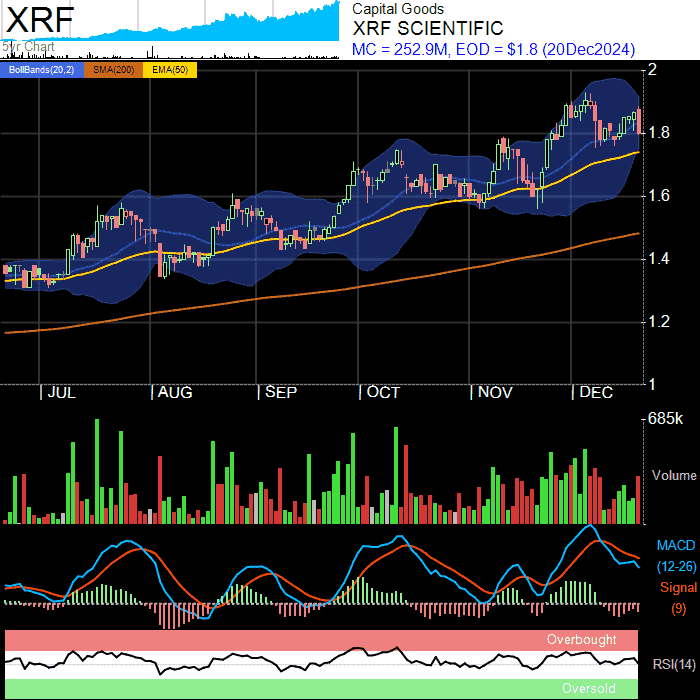 XRF
5yr Chart
Capital Goods
XRF SCIENTIFIC
MC = 252.9M, EOD = $1.8 (20Dec2024)
BollBands(20,2) SMA(200) EMA(50)
2
1.8
1.6
1.4
1.2
1
JUL AUG SEP OCT NOV DEC
685k
Volume
MACD
(12-26)
Signal
(9)
Overbought
RSI(14)
Oversold